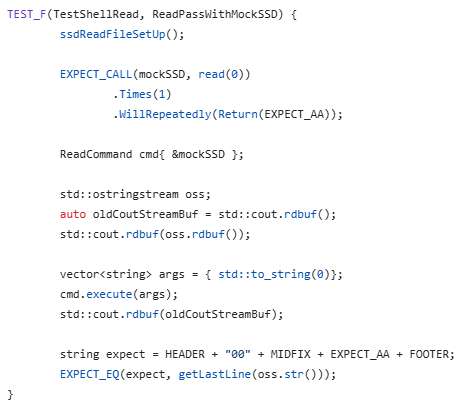 TEST_F(TestShellRead, ReadPassWithMockSSD) {
ssdReadFileSetUp();
EXPECT_CALL(mockSSD, read(0))
.Times(1)
.WillRepeatedly(Return(EXPECT_AA));
ReadCommand cmd{ &mockSSD };
std::ostringstream oss;
auto oldCoutStreamBuf = std::cout.rdbuf();
std::cout.rdbuf(oss.rdbuf());
vector<string> args = { std::to_string(0)};
cmd.execute(args);
std::cout.rdbuf(oldCoutStreamBuf);
string expect = HEADER + "00" + MIDFIX + EXPECT_AA + FOOTER;
EXPECT_EQ(expect, getLastLine(oss.str()));
}